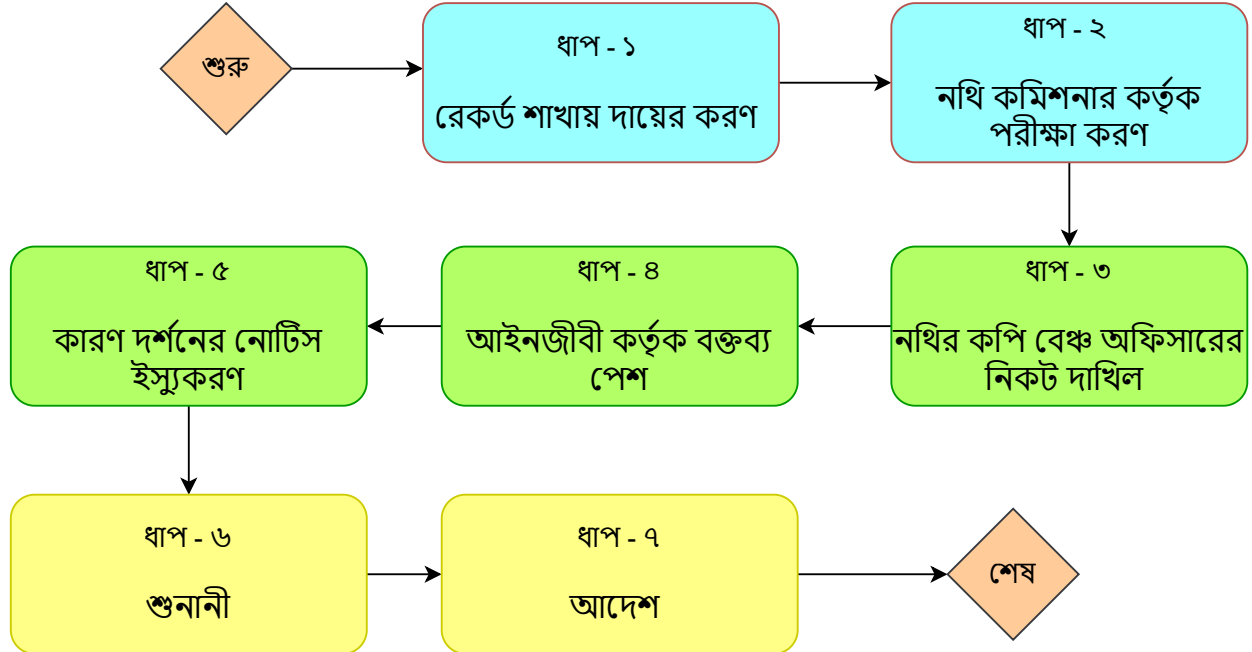 শুরু
ধাপ - ১
রেকর্ড শাখায় দায়ের করণ
ধাপ - ২
নথি কমিশনার কর্তৃক
পরীক্ষা করণ
ধাপ - ৩
নথির কপি বেঞ্চ অফিসারের
নিকট দাখিল
ধাপ - ৪
আইনজীবী কর্তৃক বক্তব্য
পেশ
ধাপ - ৫
কারণ দর্শনের নোটিস
ইস্যুকরণ
ধাপ - ৬
শুনানী
ধাপ - ৭
আদেশ
শেষ